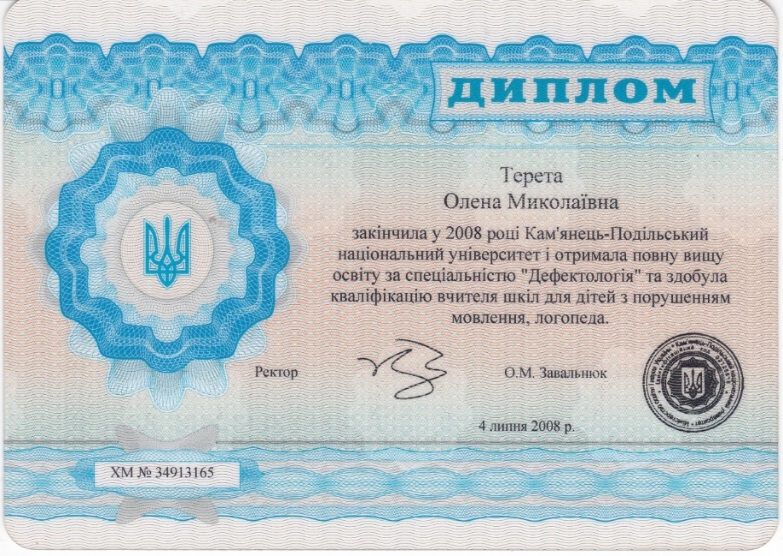 ДИПЛОМ
Терета
Олена Миколаївна
закінчила у 2008 році Кам'янець-Подільський
національний університет і отримала повну вищу
освіту за спеціальністю "Дефектологія" та здобула
кваліфікацію вчителя шкіл для дітей з порушенням
мовлення, логопеда.
Ректор
О.М. Завальнюк
4 липня 2008 р.
ХМ № 34913165